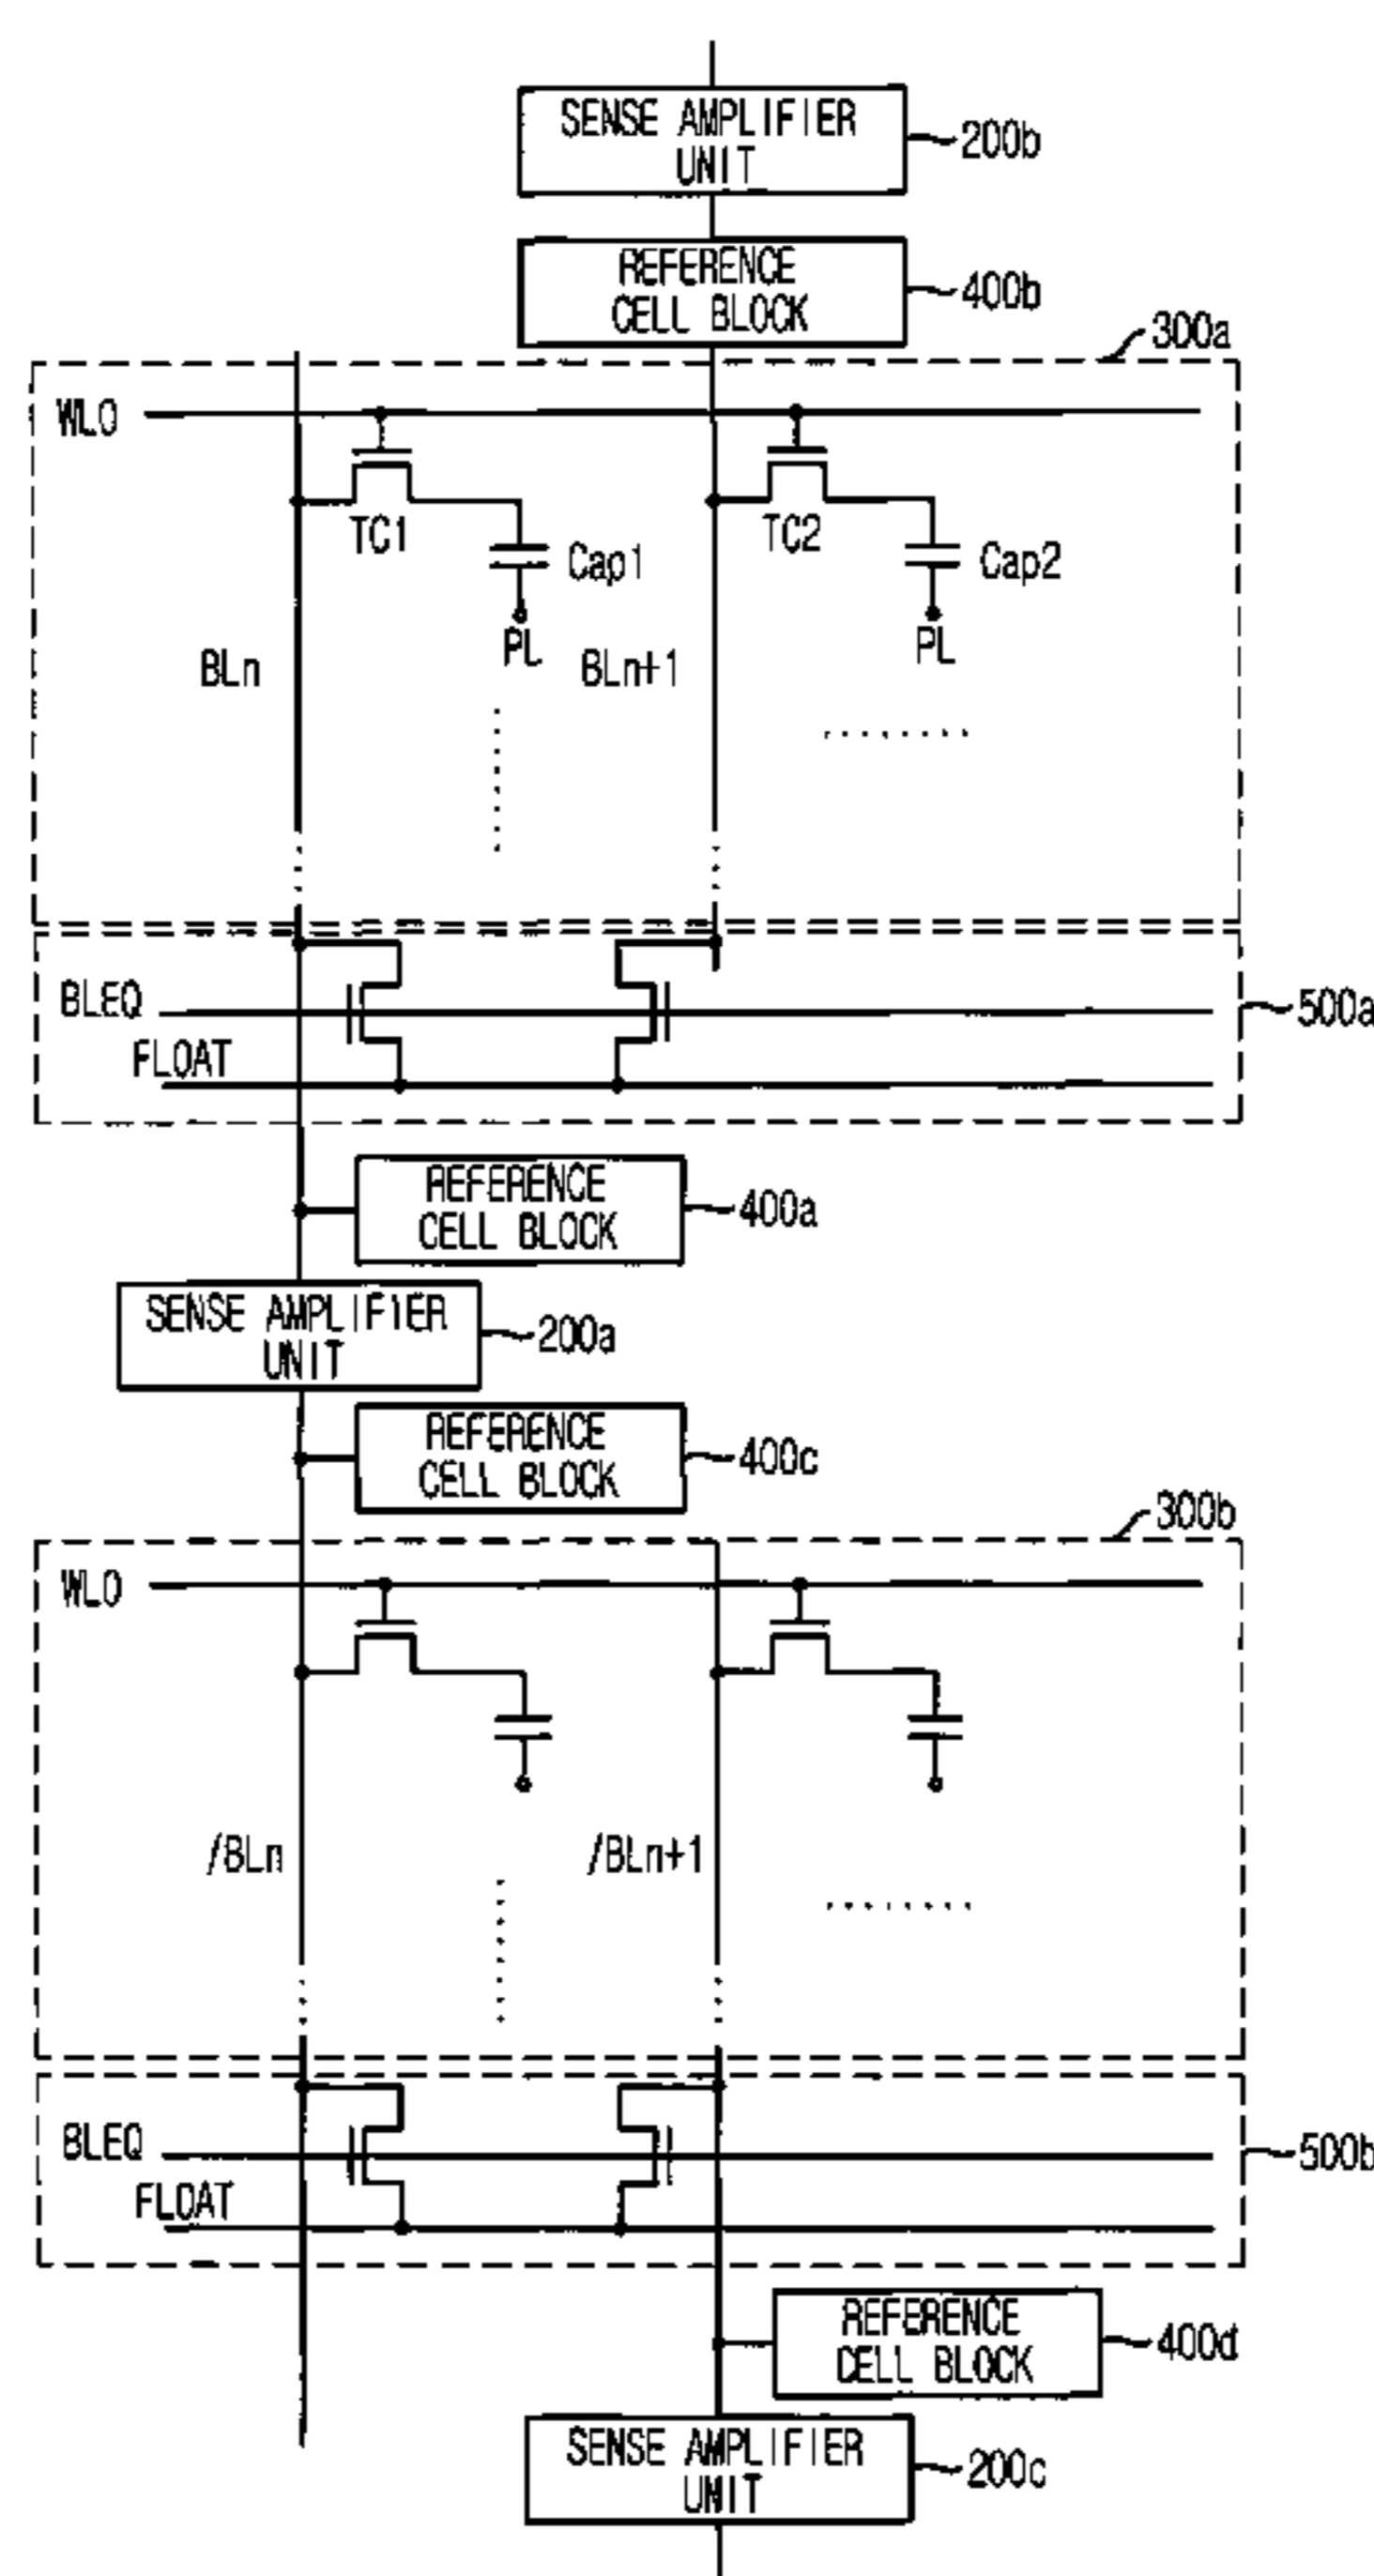 SENSE AMPLIFIER
UNIT
200b
REFERENCE
CELL BLOCK
400b
300a
WL0
TC1
Cap1
PL
TC2
Cap2
PL
BLn
BLn+1
BLEQ
FLOAT
500a
REFERENCE
CELL BLOCK
400a
SENSE AMPLIFIER
UNIT
200a
REFERENCE
CELL BLOCK
400c
300b
WL0
/BLn
/BLn+1
BLEQ
FLOAT
500b
REFERENCE
CELL BLOCK
400d
SENSE AMPLIFIER
UNIT
200c